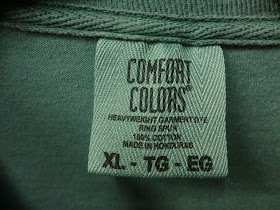 COMFORT
COLORS®
HEAVYWEIGHT GARMENT DYE
RING SPUN
100% COTTON
MADE IN HONDURAS
XL - TG - EG